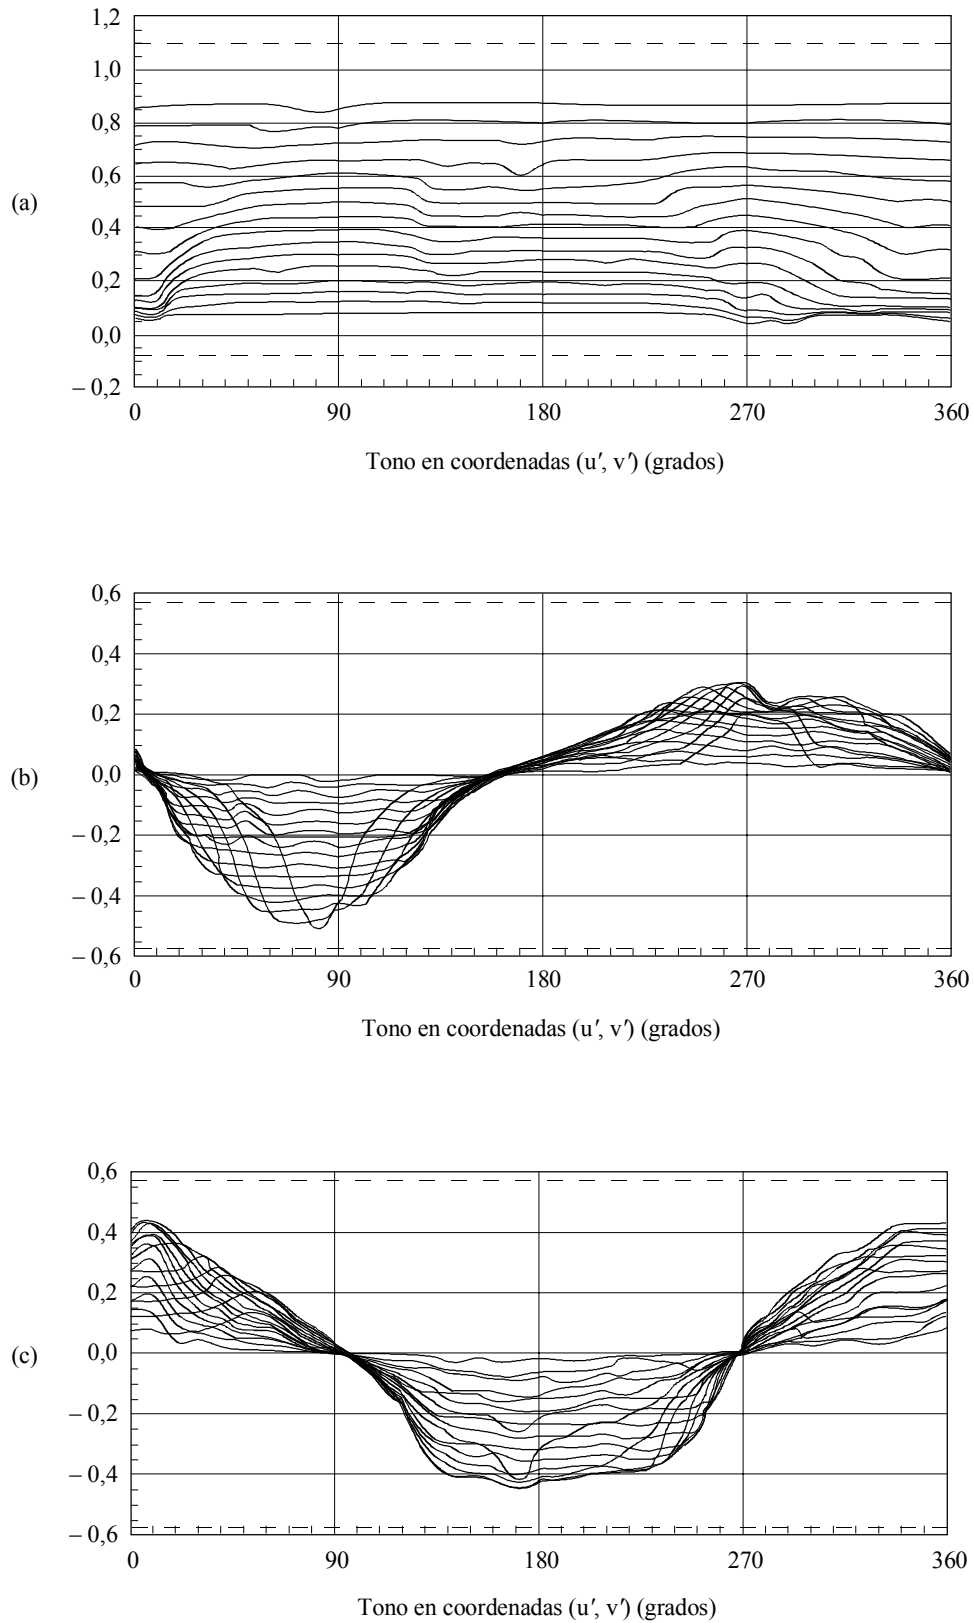 1,2
1,0
0,8
0,6
(a)
0,4
0,2
0,0
– 0,2
0 90 180 270 360
Tono en coordenadas (u′, v′) (grados)
0,6
0,4
0,2
(b) 0,0
– 0,2
– 0,4
– 0,6
0 90 180 270 360
Tono en coordenadas (u′, v′) (grados)
0,6
0,4
0,2
(c) 0,0
– 0,2
– 0,4
– 0,6
0 90 180 270 360
Tono en coordenadas (u′, v′) (grados)